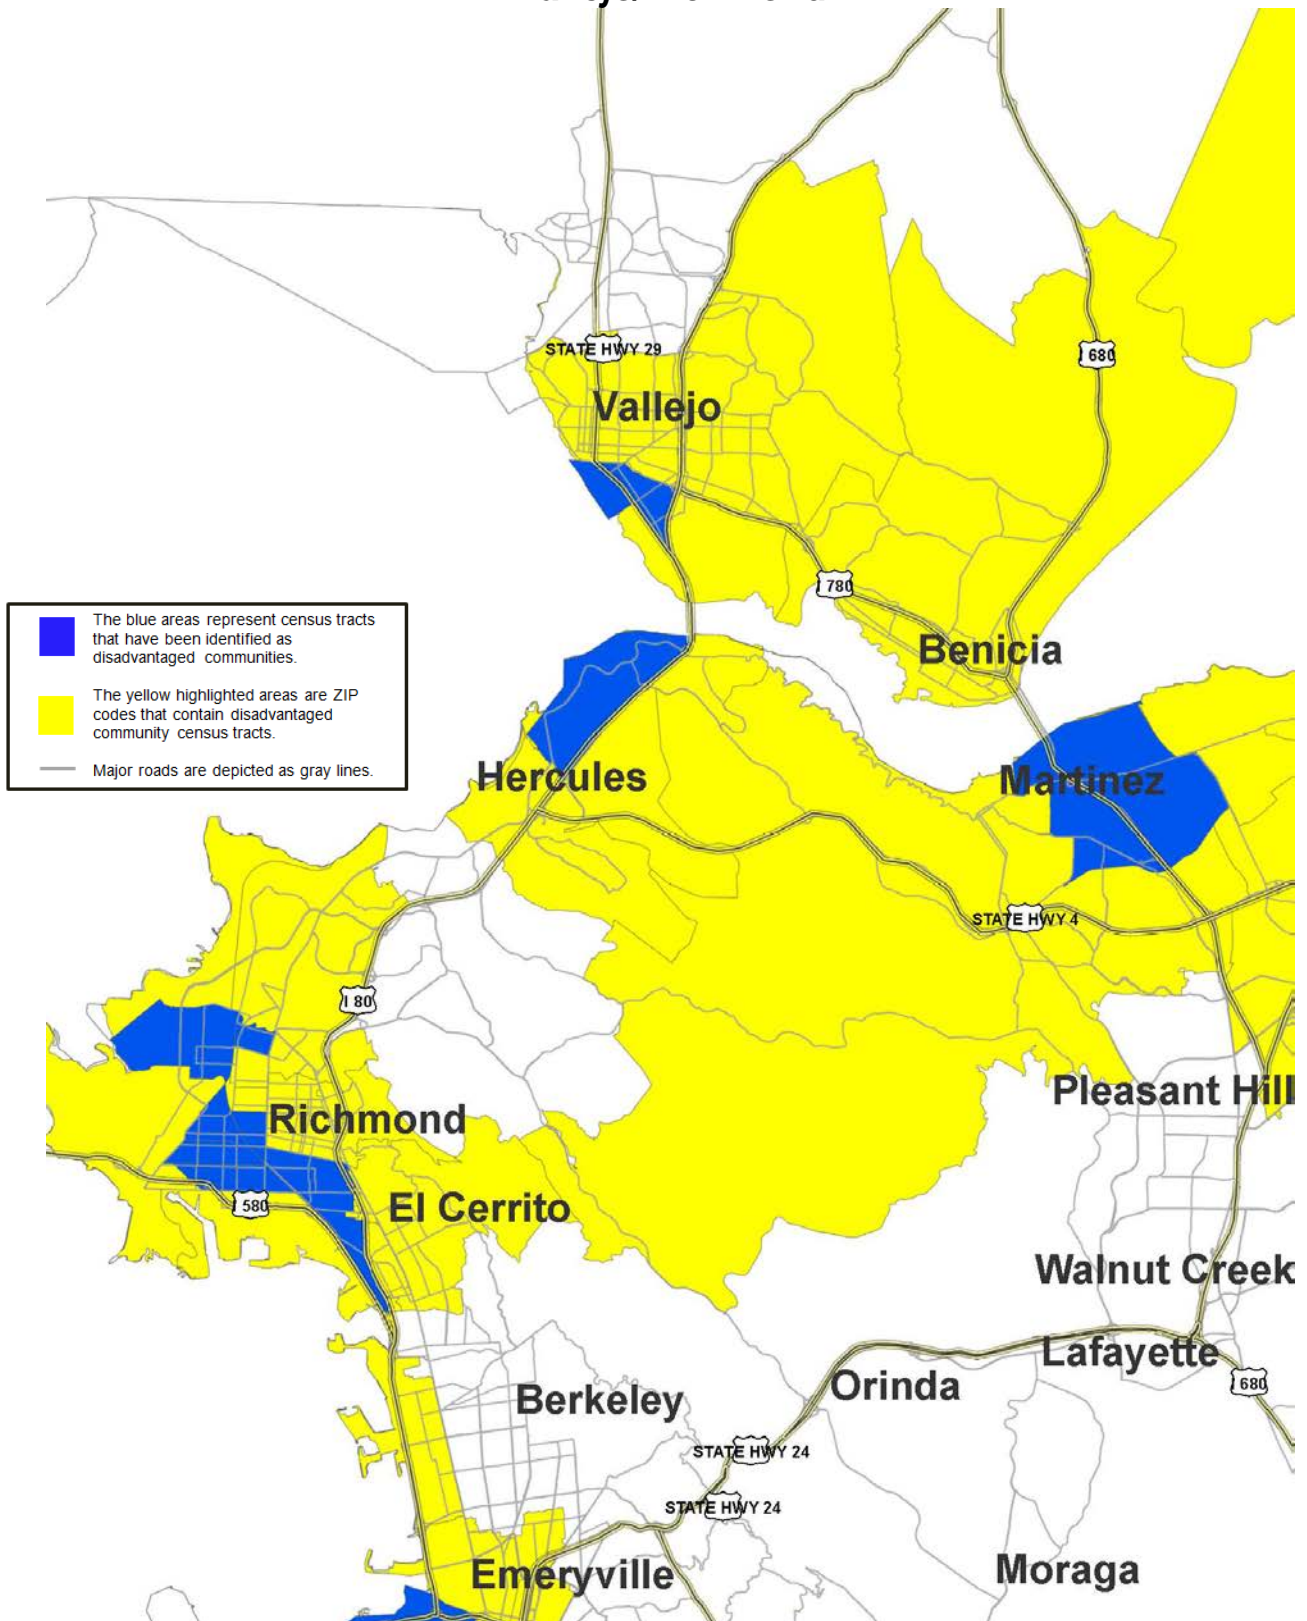 STATE HWY 29
I 680
Vallejo
I 780
The blue areas represent census tracts
that have been identified as
disadvantaged communities.
The yellow highlighted areas are ZIP
codes that contain disadvantaged
community census tracts.
Major roads are depicted as gray lines.
Benicia
Hercules
Martinez
STATE HWY 4
I 80
Pleasant Hill
Richmond
I 580
El Cerrito
Walnut Creek
Lafayette
Orinda
I 680
Berkeley
STATE HWY 24
STATE HWY 24
Emeryville
Moraga